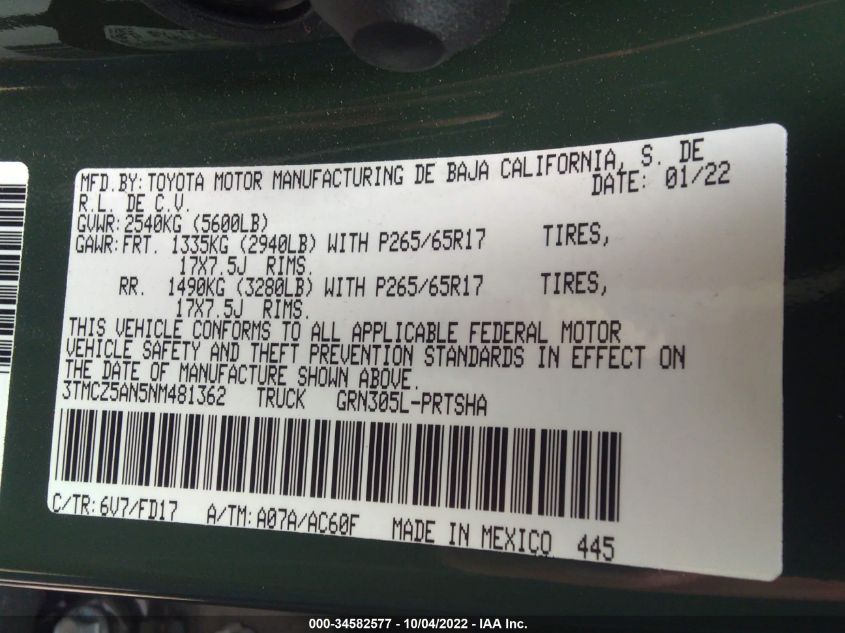 MFD.BY: TOYOTA MOTOR MANUFACTURING DE BAJA CALIFORNIA, S. DE
R.L. DE C.V. DATE: 01/22
GVWR: 2540KG (5600LB)
GAWR: FRT. 1335KG (2940LB) WITH P265/65R17 TIRES,
17X7.5J RIMS.
RR. 1490KG (3280LB) WITH P265/65R17 TIRES,
17X7.5J RIMS.
THIS VEHICLE CONFORMS TO ALL APPLICABLE FEDERAL MOTOR
VEHICLE SAFETY AND THEFT PREVENTION STANDARDS IN EFFECT ON
THE DATE OF MANUFACTURE SHOWN ABOVE.
3TMCZ5AN5NM481362 TRUCK GRN305L-PRTSHA
C/TR: 6V7/FD17 A/TM: A07A/AC60F MADE IN MEXICO 445
000-34582577 - 10/04/2022 - IAA Inc.